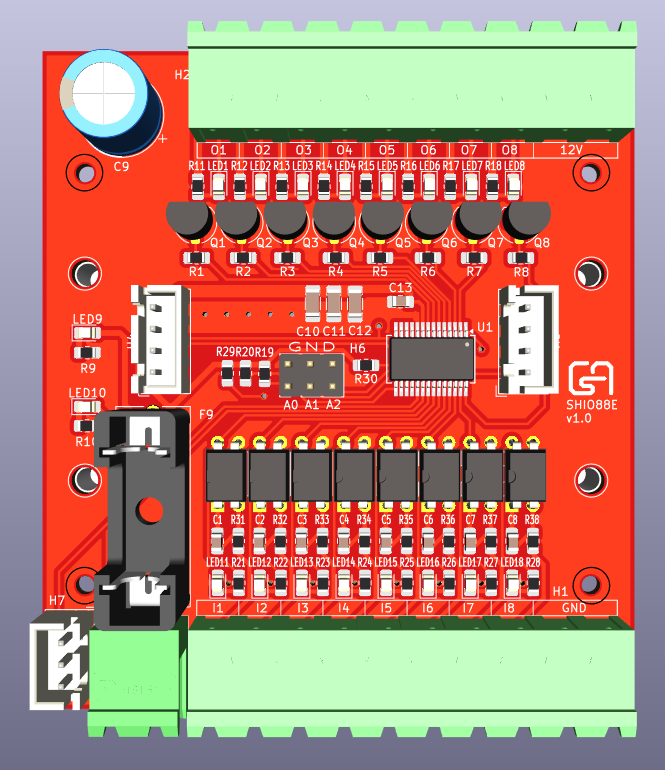 H2
C9
+
O1 O2 O3 O4 O5 O6 O7 O8 12V
R11 LED1 R12 LED2 R13 LED3 R14 LED4 R15 LED5 R16 LED6 R17 LED7 R18 LED8
Q1 Q2 Q3 Q4 Q5 Q6 Q7 Q8
R1 R2 R3 R4 R5 R6 R7 R8
C13
LED9
R9
C10 C11 C12
U1
GND
H6
R29 R20 R19
R30
A0 A1 A2
SHIO88E
v1.0
LED10
F9
C1 R31 C2 R32 C3 R33 C4 R34 C5 R35 C6 R36 C7 R37 C8 R38
LED11 R21 LED12 R22 LED13 R23 LED14 R24 LED15 R25 LED16 R26 LED17 R27 LED18 R28
H7
H1
I1 I2 I3 I4 I5 I6 I7 I8 GND